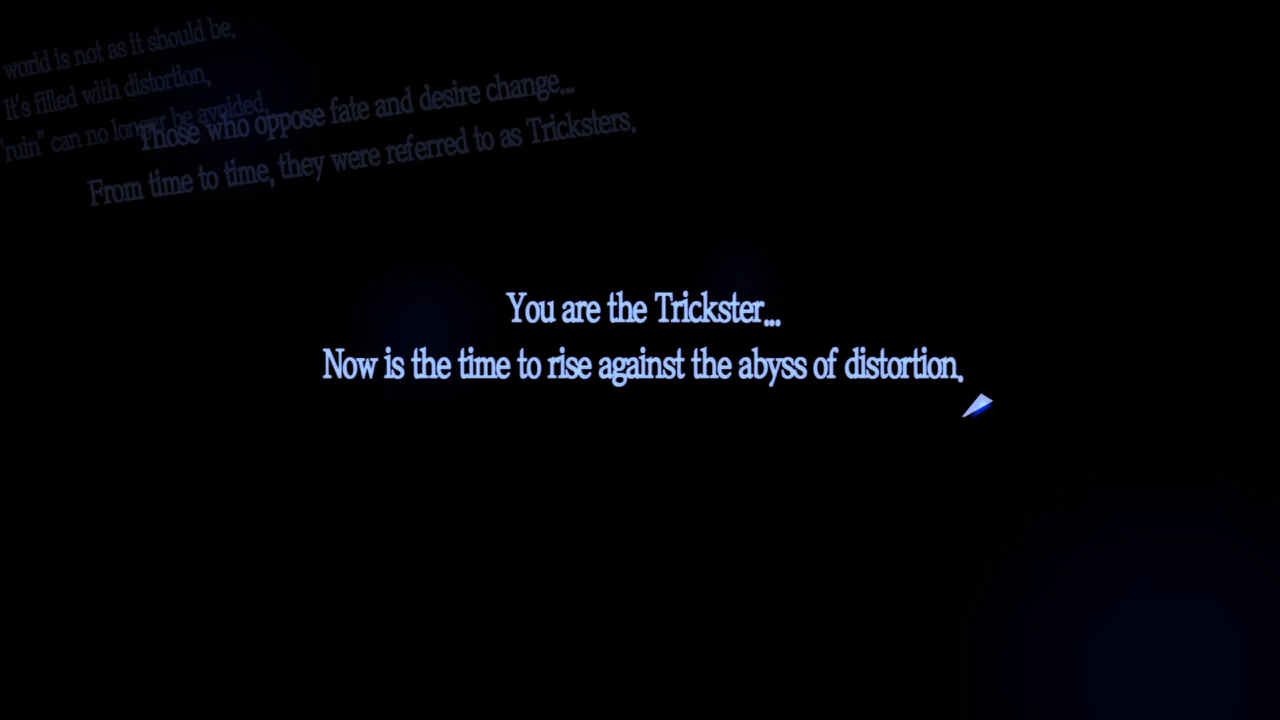 world is not as it should be.
It's filled with distortion,
"ruin" can no longer be avoided.
Those who oppose fate and desire change...
From time to time, they were referred to as Tricksters.
You are the Trickster...
Now is the time to rise against the abyss of distortion.